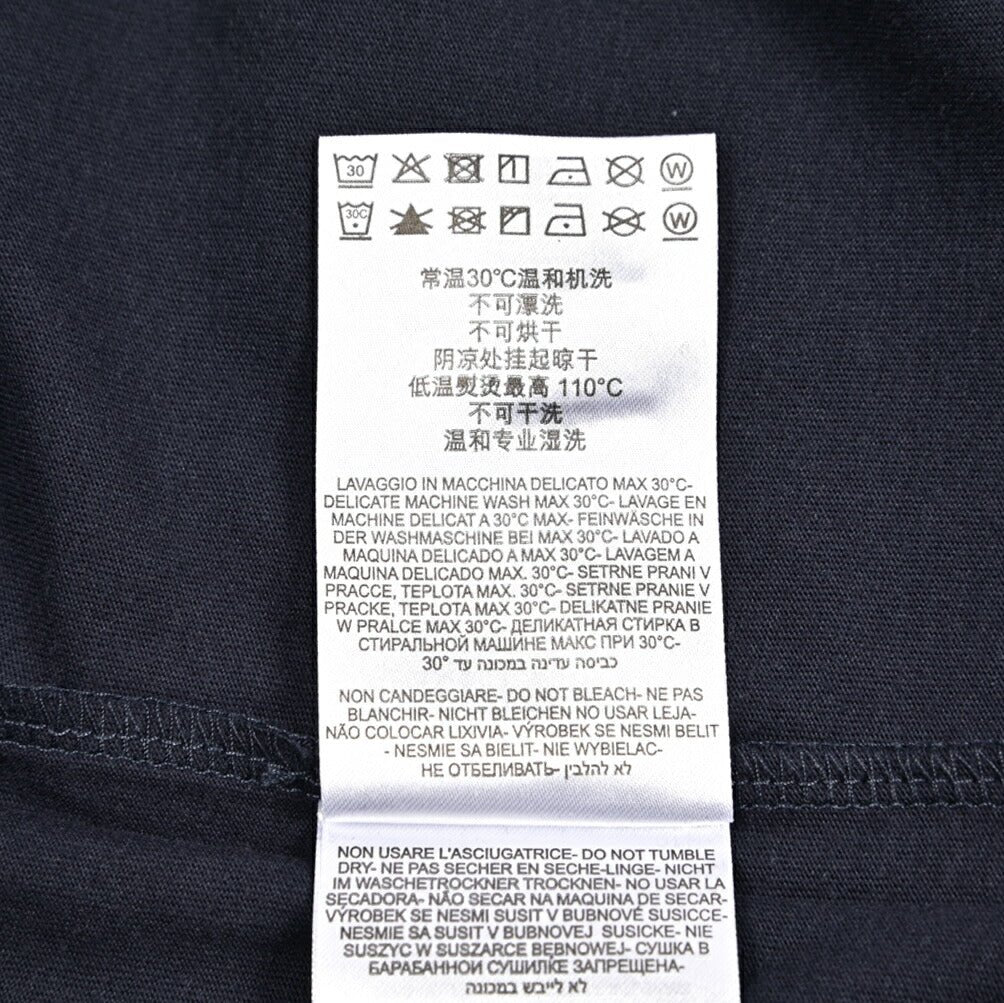 30 W
30C W
常温30°C温和机洗
不可漂洗
不可烘干
阴凉处挂起晾干
低温熨烫最高 110°C
不可干洗
温和专业湿洗
LAVAGGIO IN MACCHINA DELICATO MAX 30°C-
DELICATE MACHINE WASH MAX 30°C- LAVAGE EN
MACHINE DELICAT A 30°C MAX- FEINWÄSCHE IN
DER WASHMASCHINE BEI MAX 30°C- LAVADO A
MAQUINA DELICADO A MAX 30°C- LAVAGEM A
MAQUINA DELICADO MAX. 30°C- SETRNE PRANI V
PRACCE, TEPLOTA MAX. 30°C- SETRNE PRANIE V
PRACKE, TEPLOTA MAX 30°C- DELIKATNE PRANIE
W PRALCE MAX 30°C- ДЕЛИКАТНАЯ СТИРКА В
СТИРАЛЬНОЙ МАШИНЕ МАКС ПРИ 30°C-
כביסה עדינה במכונה עד 30°
NON CANDEGGIARE- DO NOT BLEACH- NE PAS
BLANCHIR- NICHT BLEICHEN NO USAR LEJA-
NÃO COLOCAR LIXIVIA- VÝROBEK SE NESMI BELIT
- NESMIE SA BIELIT- NIE WYBIELAC-
НЕ ОТБЕЛИВАТЬ- לא להלבין
NON USARE L'ASCIUGATRICE- DO NOT TUMBLE
DRY- NE PAS SECHER EN SECHE-LINGE- NICHT
IM WASCHETROCKNER TROCKNEN- NO USAR LA
SECADORA- NÃO SECAR NA MAQUINA DE SECAR-
VÝROBEK SE NESMI SUSIT V BUBNOVÉ SUSICCE-
NESMIE SA SUSIT V BUBNOVEJ SUSICKE- NIE
SUSZYC W SUSZARCE BĘBNOWEJ- СУШКА В
БАРАБАННОЙ СУШИЛКЕ ЗАПРЕЩЕНА-
לא לייבש במכונה